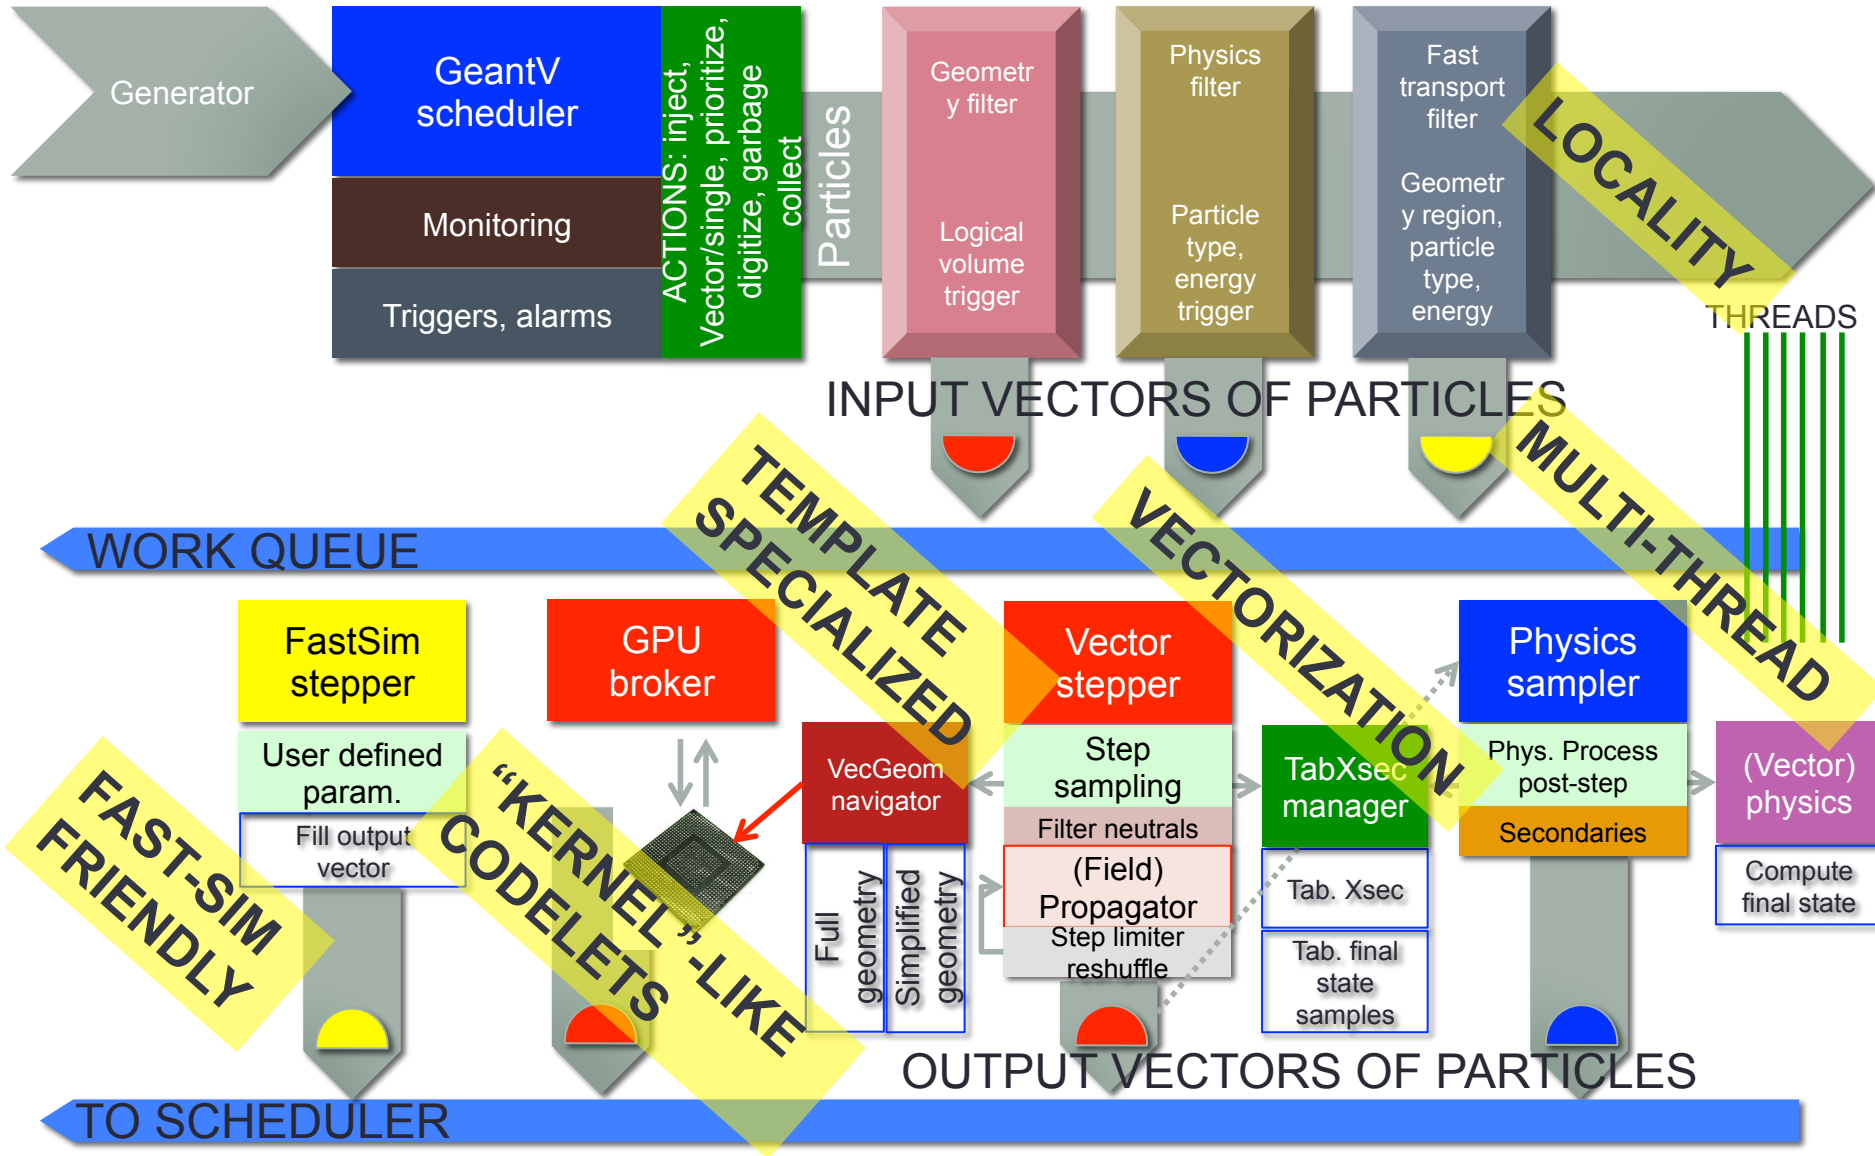 Generator
GeantV
scheduler
Monitoring
Triggers, alarms
ACTIONS: inject,
Vector/single, prioritize,
digitize, garbage
collect
Particles
Geometr
y filter
Logical
volume
trigger
Physics
filter
Particle
type,
energy
trigger
Fast
transport
filter
Geometr
y region,
particle
type,
energy
LOCALITY
THREADS
INPUT VECTORS OF PARTICLES
TEMPLATE
SPECIALIZED
VECTORIZATION
MULTI-THREAD
WORK QUEUE
FastSim
stepper
User defined
param.
Fill output
vector
FAST-SIM
FRIENDLY
GPU
broker
“KERNEL”-LIKE
CODELETS
VecGeom
navigator
Full
geometry
Simplified
geometry
Vector
stepper
Step
sampling
Filter neutrals
(Field)
Propagator
Step limiter
reshuffle
TabXsec
manager
Tab. Xsec
Tab. final
state
samples
Physics
sampler
Phys. Process
post-step
Secondaries
(Vector)
physics
Compute
final state
OUTPUT VECTORS OF PARTICLES
TO SCHEDULER